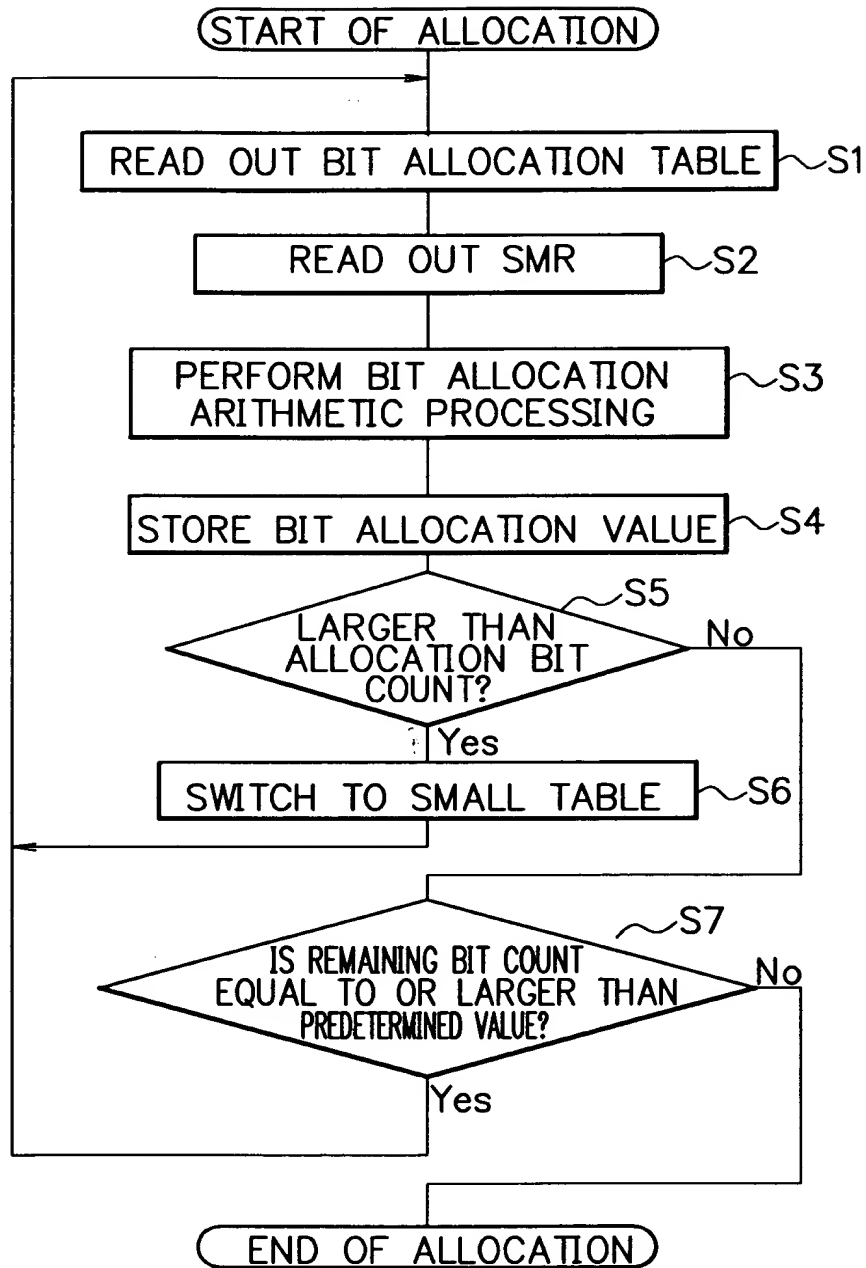 START OF ALLOCATION
READ OUT BIT ALLOCATION TABLE
S1
READ OUT SMR
S2
PERFORM BIT ALLOCATION
ARITHMETIC PROCESSING
S3
STORE BIT ALLOCATION VALUE
S4
S5
LARGER THAN
ALLOCATION BIT
COUNT?
No
Yes
SWITCH TO SMALL TABLE
S6
S7
IS REMAINING BIT COUNT
EQUAL TO OR LARGER THAN
PREDETERMINED VALUE?
No
Yes
END OF ALLOCATION